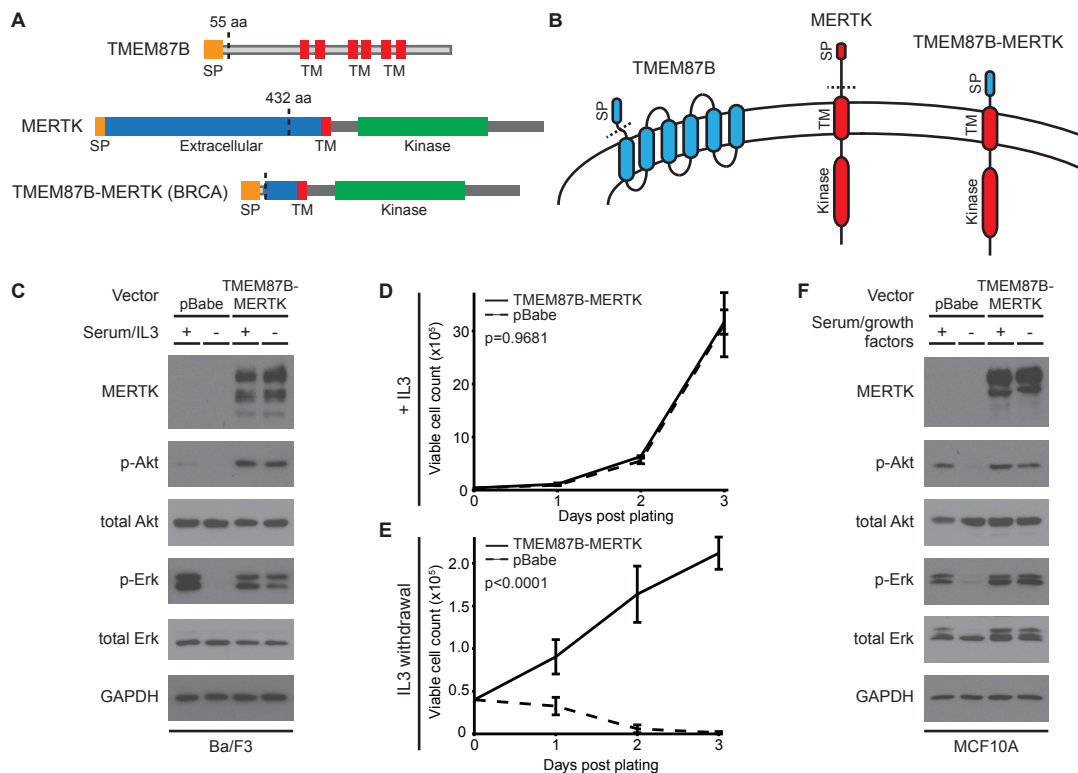 A
55 aa
TMEM87B
SP
TM TM TM
432 aa
MERTK
SP
Extracellular
TM
Kinase
TMEM87B-MERTK (BRCA)
SP
TM
Kinase
B
MERTK
TMEM87B
TMEM87B-MERTK
SP
SP
SP
TM
TM
Kinase
Kinase
C
Vector
pBabe
TMEM87B-
MERTK
Serum/IL3
+ - + -
MERTK
p-Akt
total Akt
p-Erk
total Erk
GAPDH
Ba/F3
D
+ IL3
Viable cell count (x10⁵)
TMEM87B-MERTK
pBabe
p=0.9681
30
10
0
0 1 2 3
Days post plating
E
IL3 withdrawal
Viable cell count (x10⁵)
TMEM87B-MERTK
pBabe
p<0.0001
2.0
1.5
1.0
0.5
0
0 1 2 3
Days post plating
F
Vector
pBabe
TMEM87B-
MERTK
Serum/growth
factors
+ - + -
MERTK
p-Akt
total Akt
p-Erk
total Erk
GAPDH
MCF10A